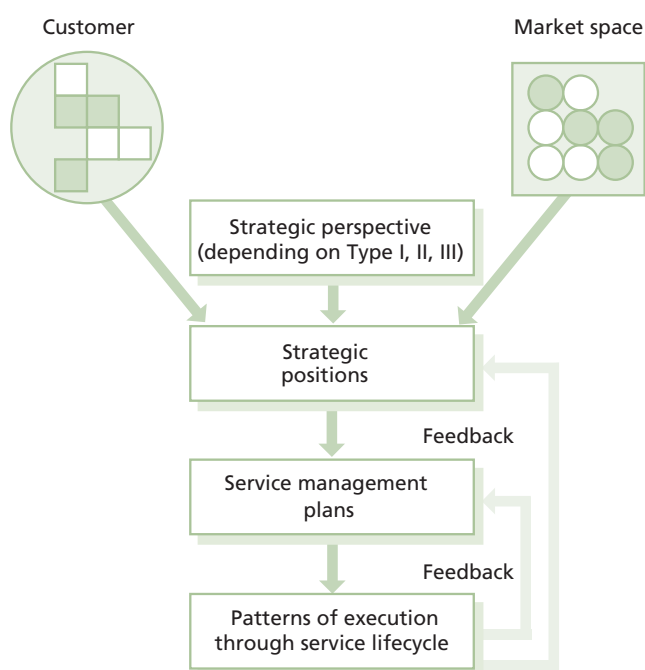 Customer
Market space
Strategic perspective
(depending on Type I, II, III)
Strategic
positions
Feedback
Service management
plans
Feedback
Patterns of execution
through service lifecycle